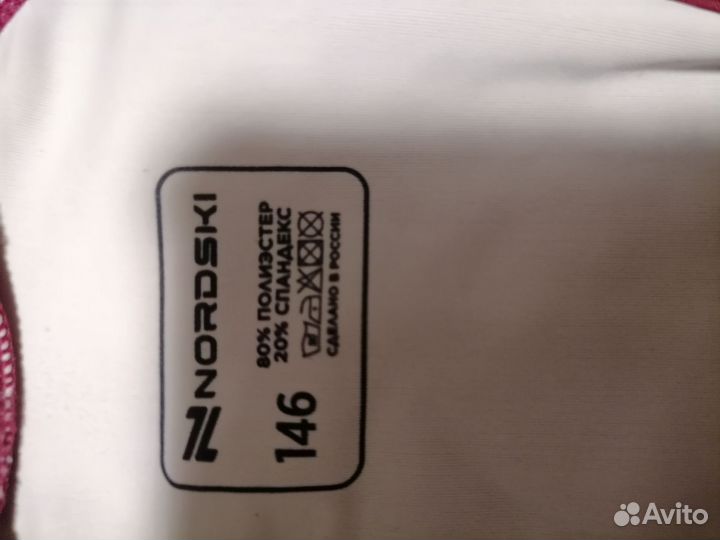 NORDSKI
146
80% ПОЛИЭСТЕР
20% СПАНДЕКС
СДЕЛАНО В РОССИИ
Avito